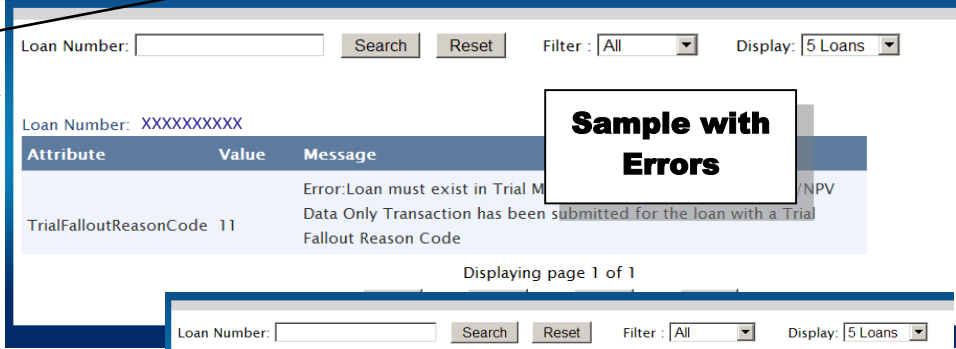 Loan Number: Search Reset Filter : All Display: 5 Loans
Loan Number: XXXXXXXXXX
Sample with
Errors
Attribute Value Message
TrialFalloutReasonCode 11
Error:Loan must exist in Trial M /NPV
Data Only Transaction has been submitted for the loan with a Trial
Fallout Reason Code
Displaying page 1 of 1
Loan Number: Search Reset Filter : All Display: 5 Loans